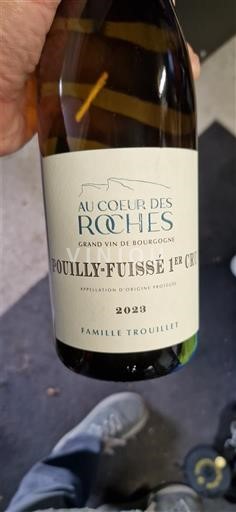 AU COEUR DES
ROCHES
GRAND VIN DE BOURGOGNE
POUILLY-FUISSÉ 1ER CRU
APPELLATION D'ORIGINE PROTÉGÉE
2023
FAMILLE TROUILLET